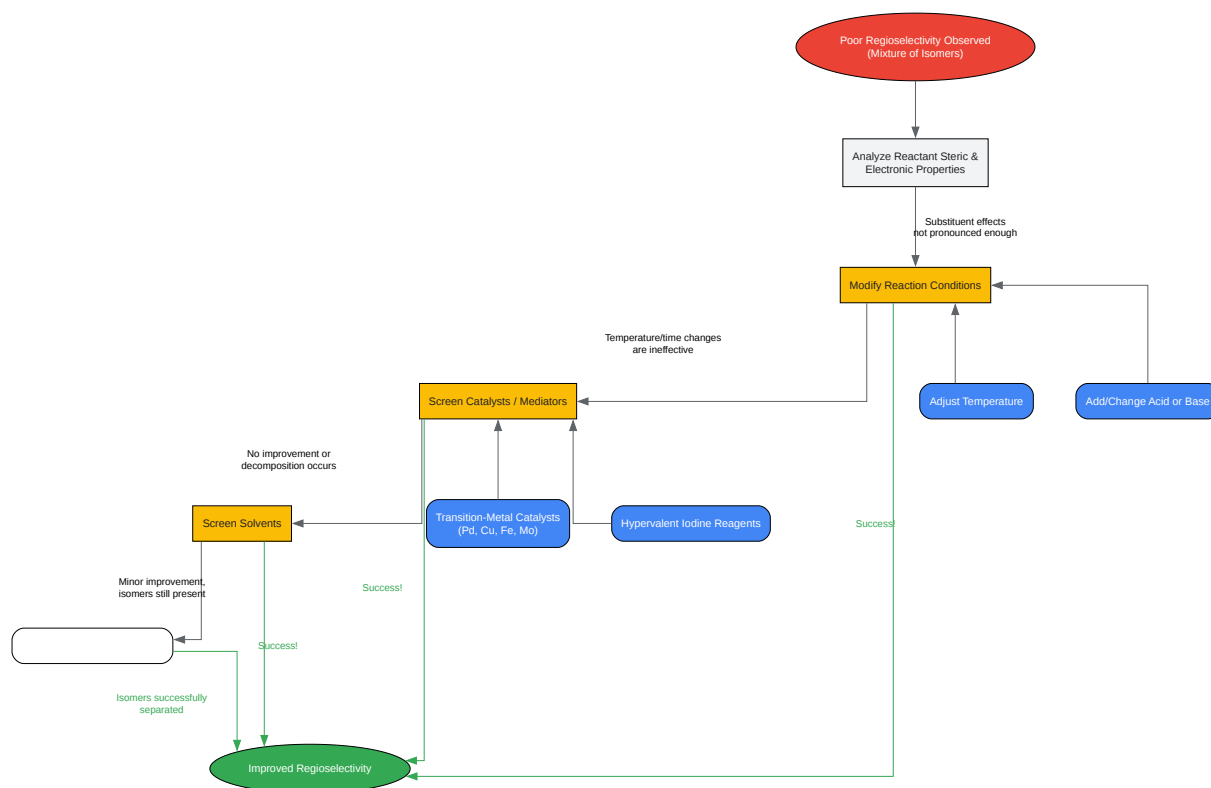 Poor Regioselectivity Observed
(Mixture of Isomers)
Analyze Reactant Steric &
Electronic Properties
Substituent effects
not pronounced enough
Modify Reaction Conditions
Temperature/time changes
are ineffective
Screen Catalysts / Mediators
Adjust Temperature
Add/Change Acid or Base
No improvement or
decomposition occurs
Screen Solvents
Transition-Metal Catalysts
(Pd, Cu, Fe, Mo)
Hypervalent Iodine Reagents
Success!
Minor improvement,
isomers still present
Success!
Success!
Isomers successfully
separated
Improved Regioselectivity